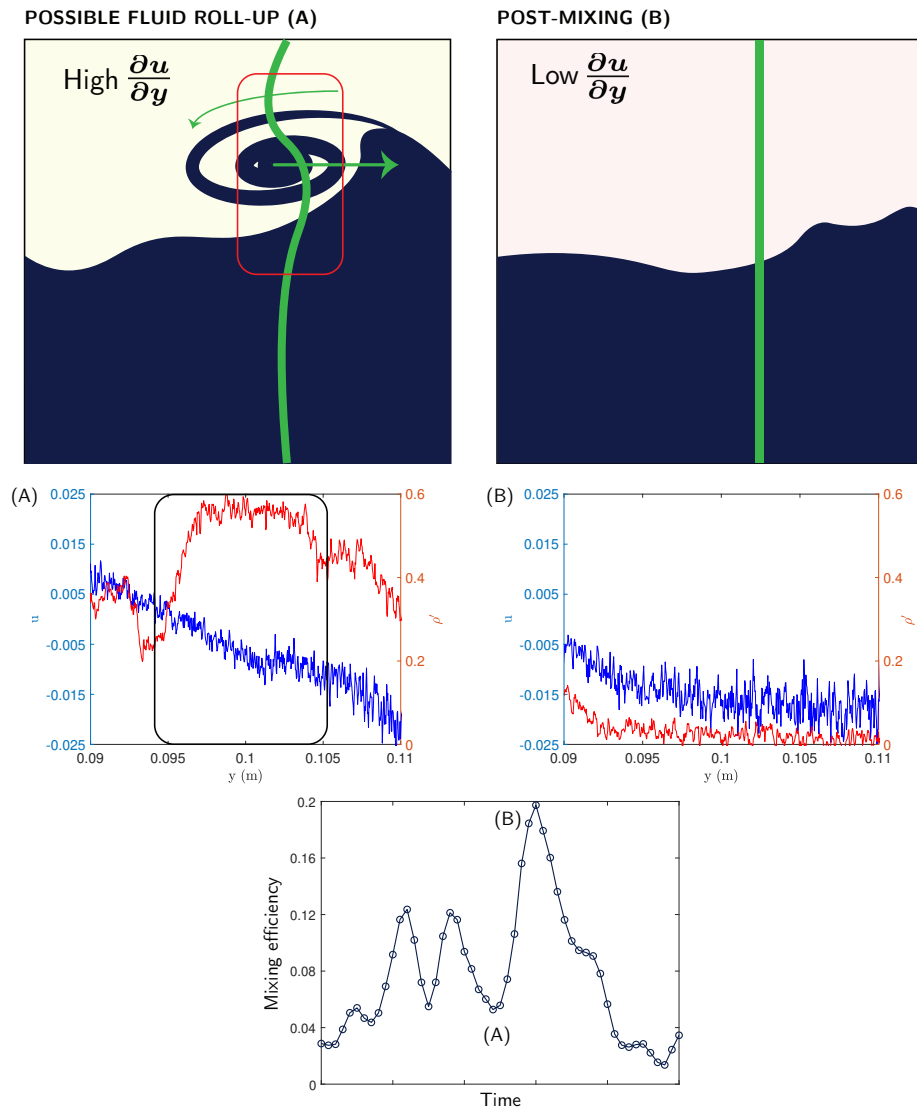 POSSIBLE FLUID ROLL-UP (A)
POST-MIXING (B)
High ∂u/∂y
Low ∂u/∂y
(A)
0.025
0.015
0.005
-0.005
-0.015
-0.025
u
0.6
0.4
0.2
0
ρ′
0.09
0.095
0.1
0.105
0.11
y (m)
(B)
0.025
0.015
0.005
-0.005
-0.015
-0.025
u
0.6
0.4
0.2
0
ρ′
0.09
0.095
0.1
0.105
0.11
y (m)
0.2
0.16
0.12
0.08
0.04
0
Mixing efficiency
(B)
(A)
Time